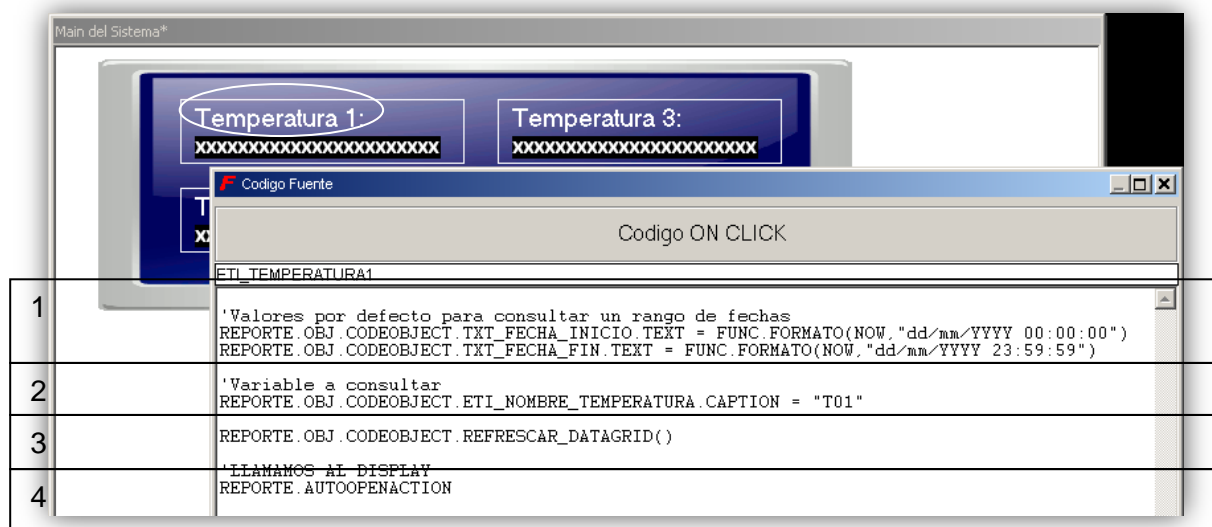 Main del Sistema*
Temperatura 1:
xxxxxxxxxxxxxxxxxxxxxxx
Temperatura 3:
xxxxxxxxxxxxxxxxxxxxxxx
T
Codigo Fuente
Codigo ON CLICK
ETI_TEMPERATURA1
1
'Valores por defecto para consultar un rango de fechas
REPORTE.OBJ.CODEOBJECT.TXT_FECHA_INICIO.TEXT = FUNC.FORMATO(NOW,"dd/mm/YYYY 00:00:00")
REPORTE.OBJ.CODEOBJECT.TXT_FECHA_FIN.TEXT = FUNC.FORMATO(NOW,"dd/mm/YYYY 23:59:59")
2
'Variable a consultar
REPORTE.OBJ.CODEOBJECT.ETI_NOMBRE_TEMPERATURA.CAPTION = "T01"
3
REPORTE.OBJ.CODEOBJECT.REFRESCAR_DATAGRID()
'LLAMAMOS AL DISPLAY
4
REPORTE.AUTOOPENACTION